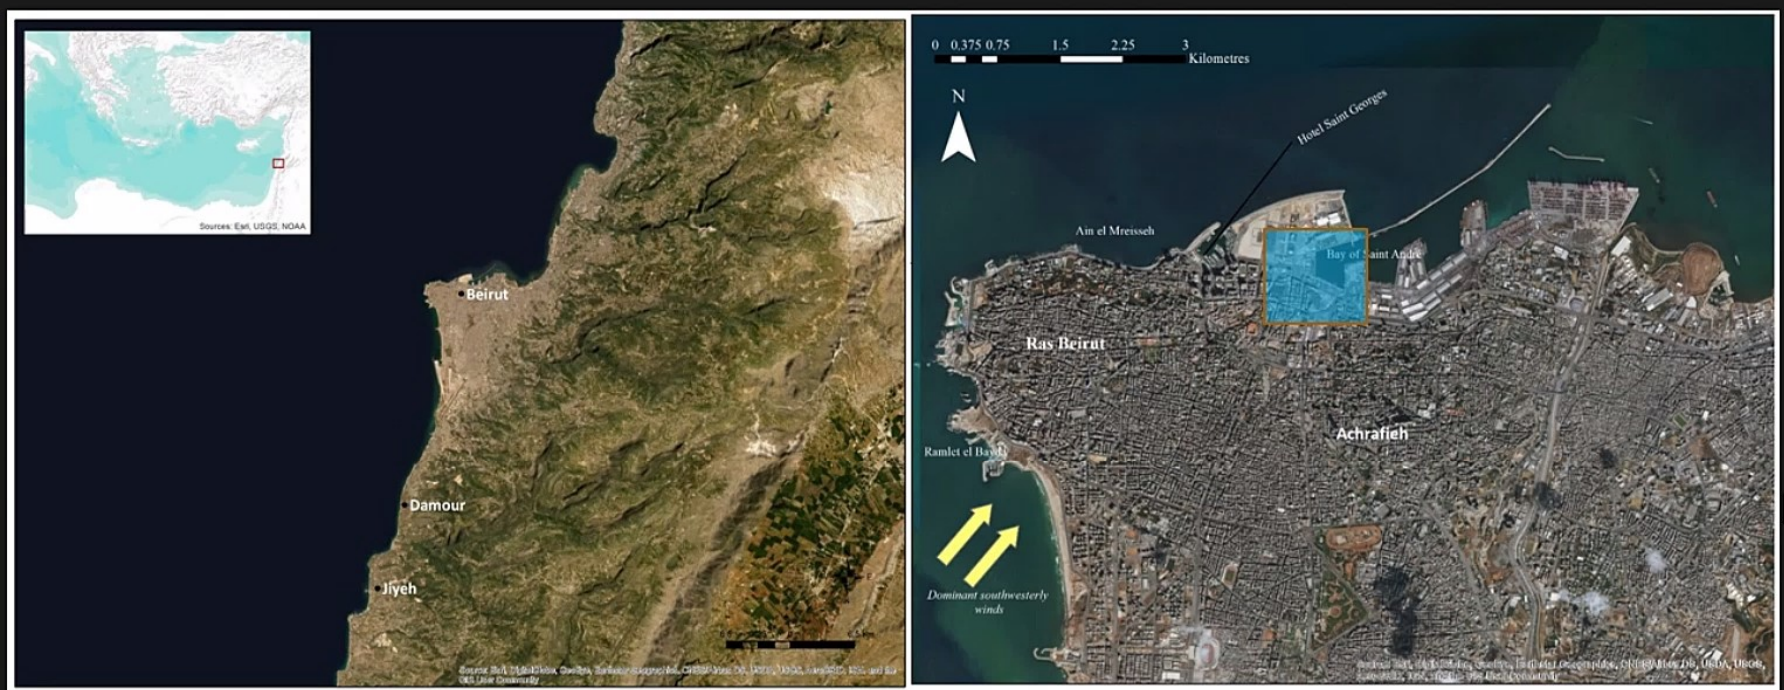 Sources: Esri, USGS, NOAA
Beirut
Damour
Jiyeh
0 0.375 0.75 1.5 2.25 3
Kilometres
N
Hotel Saint Georges
Ain el Mreisseh
Bay of Saint André
Ras Beirut
Achrafieh
Ramlet el Bayda
Dominant southwesterly
winds